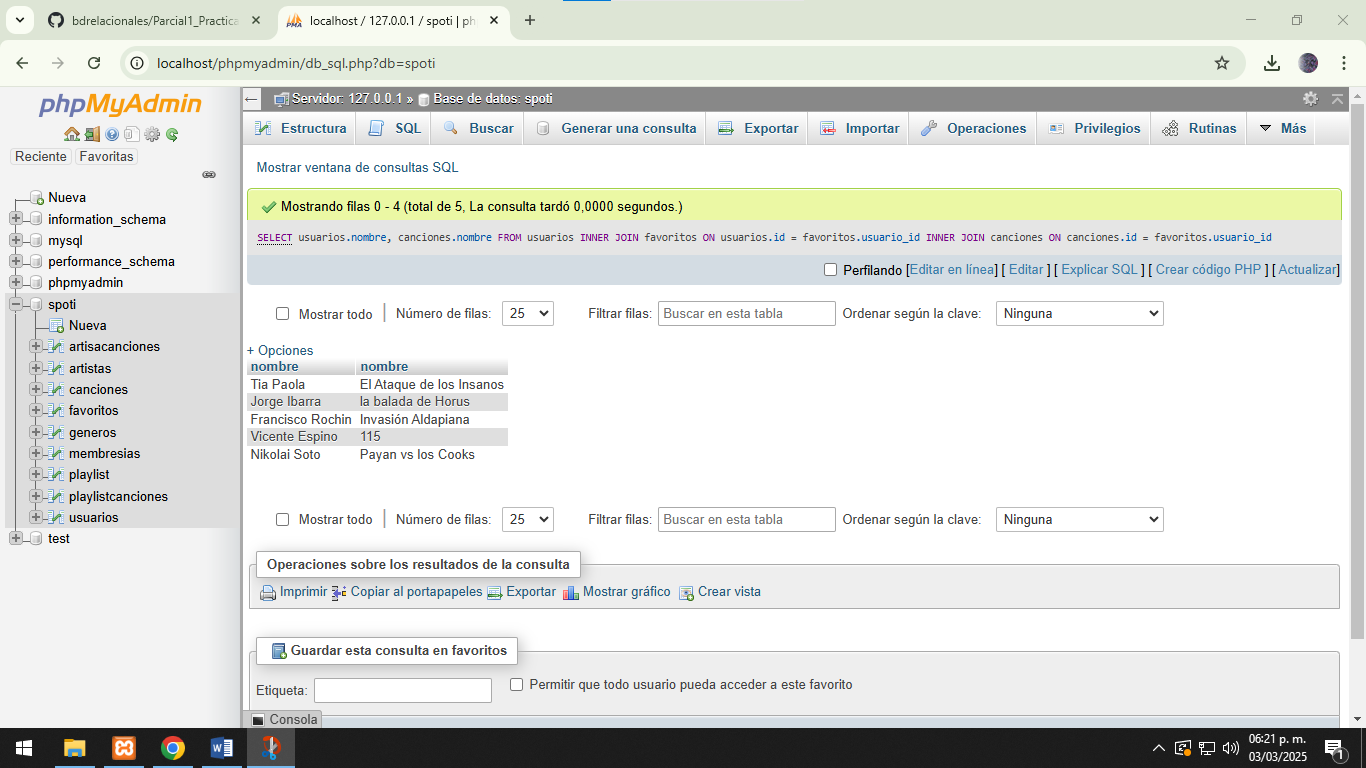 bdrelacionales/Parcial1_Practica
localhost / 127.0.0.1 / spoti | ph
localhost/phpmyadmin/db_sql.php?db=spoti
phpMyAdmin
Reciente Favoritas
Nueva
information_schema
mysql
performance_schema
phpmyadmin
spoti
Nueva
artisacanciones
artistas
canciones
favoritos
generos
membresias
playlist
playlistcanciones
usuarios
test
Servidor: 127.0.0.1 » Base de datos: spoti
Estructura SQL Buscar Generar una consulta Exportar Importar Operaciones Privilegios Rutinas Más
Mostrar ventana de consultas SQL
Mostrando filas 0 - 4 (total de 5, La consulta tardó 0,0000 segundos.)
SELECT usuarios.nombre, canciones.nombre FROM usuarios INNER JOIN favoritos ON usuarios.id = favoritos.usuario_id INNER JOIN canciones ON canciones.id = favoritos.usuario_id
Perfilando [Editar en línea] [ Editar ] [ Explicar SQL ] [ Crear código PHP ] [ Actualizar]
Mostrar todo | Número de filas: 25 Filtrar filas: Buscar en esta tabla Ordenar según la clave: Ninguna
+ Opciones
nombre nombre
Tia Paola El Ataque de los Insanos
Jorge Ibarra la balada de Horus
Francisco Rochin Invasión Aldapiana
Vicente Espino 115
Nikolai Soto Payan vs los Cooks
Mostrar todo | Número de filas: 25 Filtrar filas: Buscar en esta tabla Ordenar según la clave: Ninguna
Operaciones sobre los resultados de la consulta
Imprimir Copiar al portapapeles Exportar Mostrar gráfico Crear vista
Guardar esta consulta en favoritos
Etiqueta: Permitir que todo usuario pueda acceder a este favorito
Consola
06:21 p. m.
03/03/2025
1